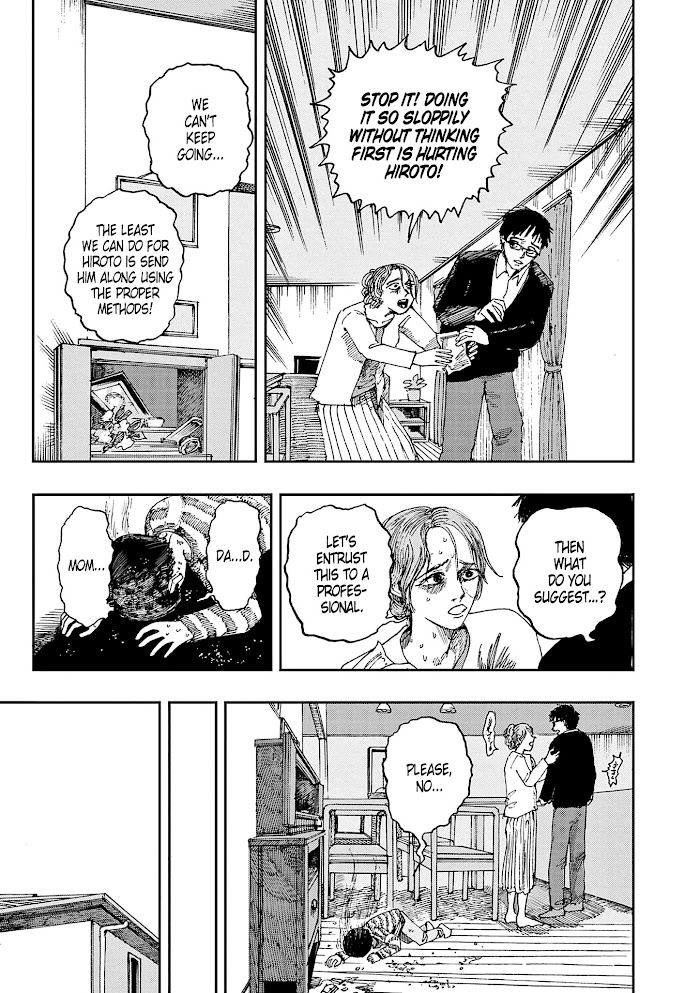 STOP IT! DOING
IT SO SLOPPILY
WITHOUT THINKING
FIRST IS HURTING
HIROTO!
WE
CAN'T
KEEP
GOING...
THE LEAST
WE CAN DO FOR
HIROTO IS SEND
HIM ALONG USING
THE PROPER
METHODS!
THEN
WHAT
DO YOU
SUGGEST...?
LET'S
ENTRUST
THIS TO A
PROFES-
SIONAL.
DA...D.
MOM...
PLEASE,
NO...